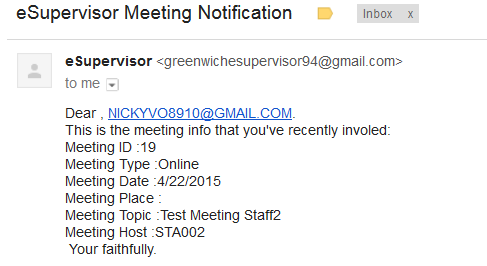 eSupervisor Meeting Notification
Inbox x
eSupervisor <greenwichesupervisor94@gmail.com>
to me
Dear , NICKYVO8910@GMAIL.COM.
This is the meeting info that you've recently involed:
Meeting ID :19
Meeting Type :Online
Meeting Date :4/22/2015
Meeting Place :
Meeting Topic :Test Meeting Staff2
Meeting Host :STA002
Your faithfully.